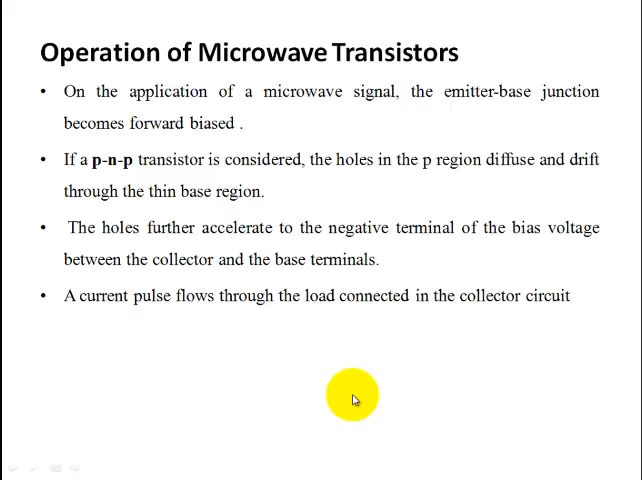 Operation of Microwave Transistors
• On the application of a microwave signal, the emitter-base junction
becomes forward biased .
• If a p-n-p transistor is considered, the holes in the p region diffuse and drift
through the thin base region.
• The holes further accelerate to the negative terminal of the bias voltage
between the collector and the base terminals.
• A current pulse flows through the load connected in the collector circuit